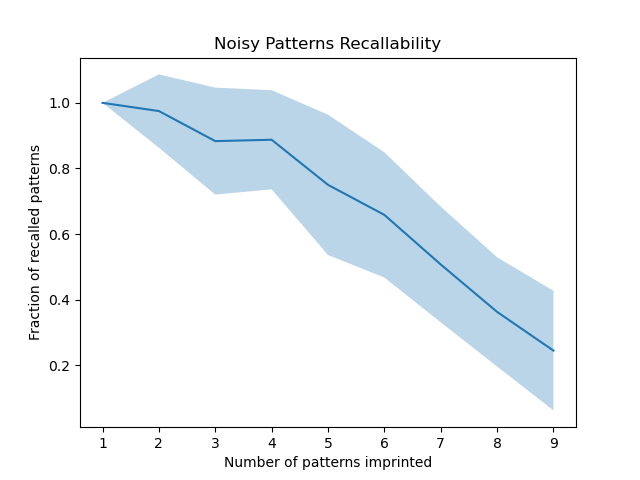 Noisy Patterns Recallability
Fraction of recalled patterns
1.0
0.8
0.6
0.4
0.2
1 2 3 4 5 6 7 8 9
Number of patterns imprinted